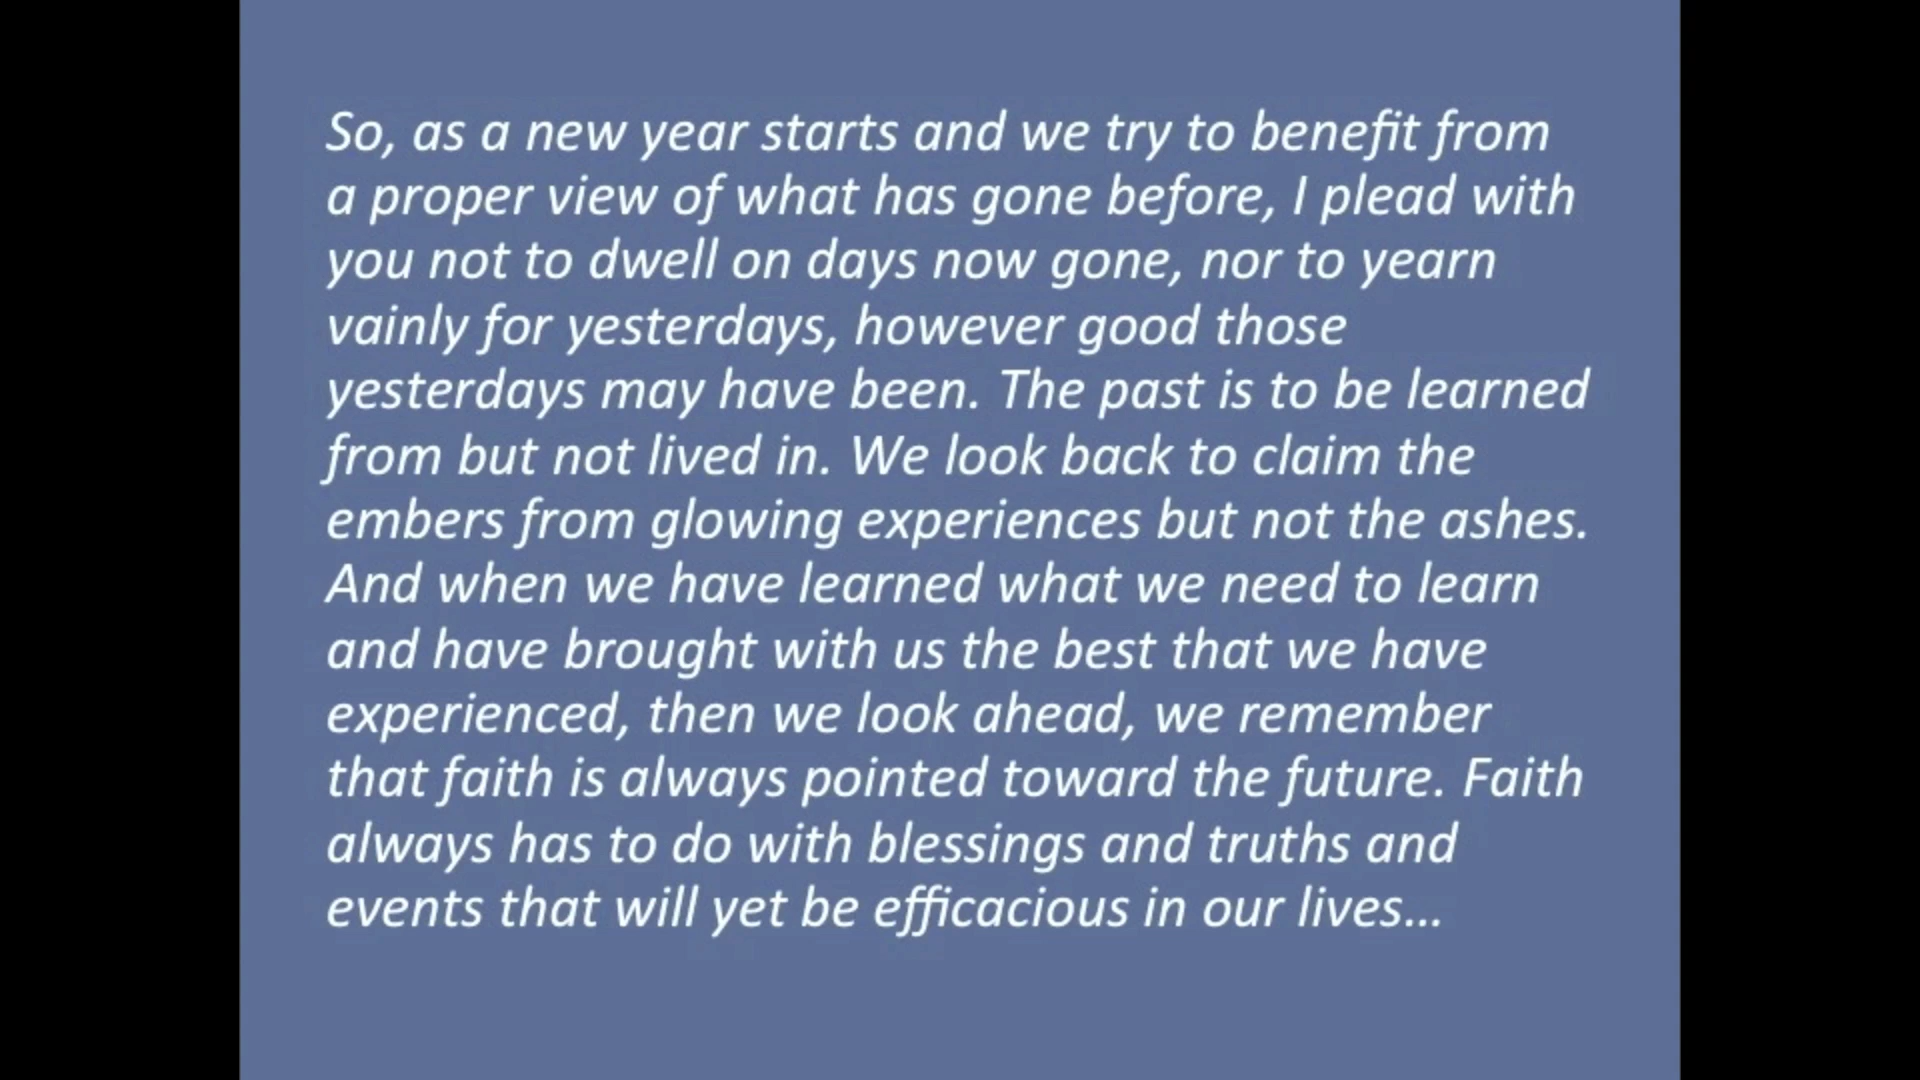 So, as a new year starts and we try to benefit from
a proper view of what has gone before, I plead with
you not to dwell on days now gone, nor to yearn
vainly for yesterdays, however good those
yesterdays may have been. The past is to be learned
from but not lived in. We look back to claim the
embers from glowing experiences but not the ashes.
And when we have learned what we need to learn
and have brought with us the best that we have
experienced, then we look ahead, we remember
that faith is always pointed toward the future. Faith
always has to do with blessings and truths and
events that will yet be efficacious in our lives…